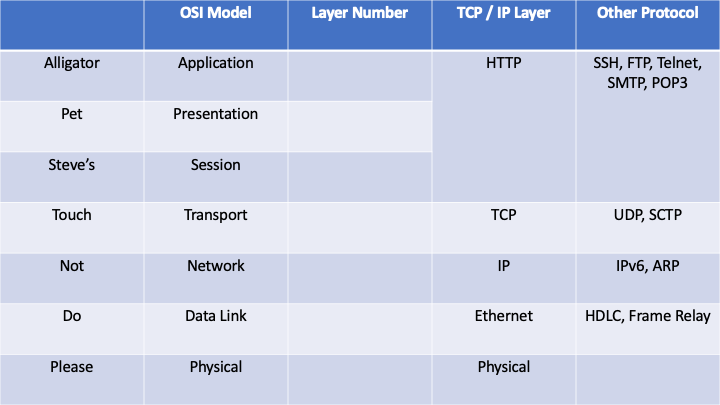 OSI Model Layer Number TCP / IP Layer Other Protocol
Alligator Application HTTP SSH, FTP, Telnet,
SMTP, POP3
Pet Presentation
Steve’s Session
Touch Transport TCP UDP, SCTP
Not Network IP IPv6, ARP
Do Data Link Ethernet HDLC, Frame Relay
Please Physical Physical